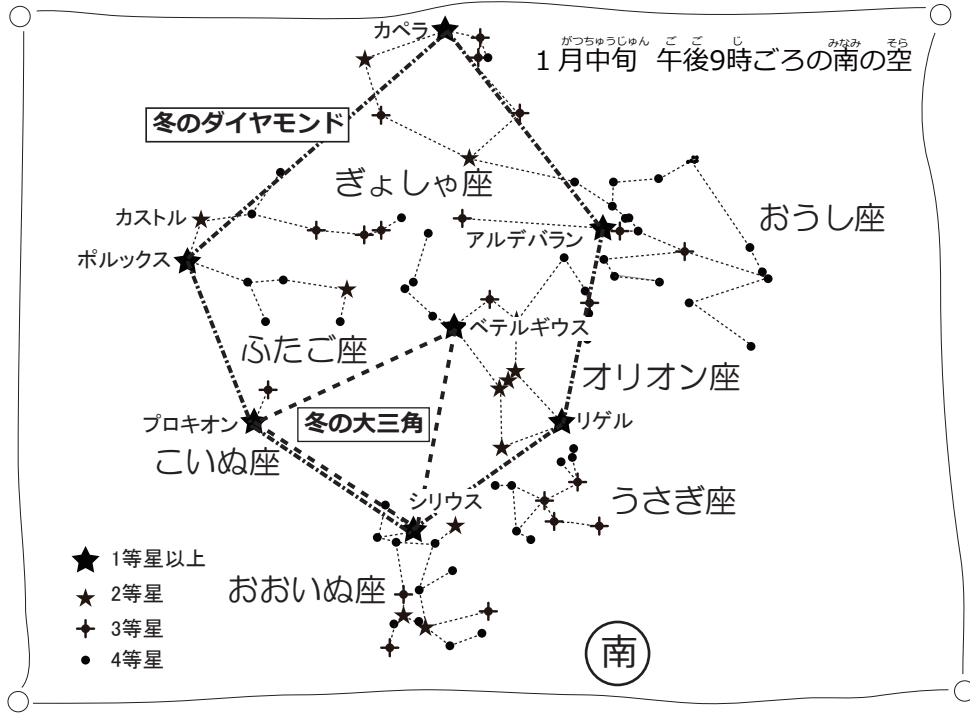 カペラ
がつちゅうじゅん ごご じ みなみ そら
1月中旬 午後9時ごろの南の空
冬のダイヤモンド
ぎょしゃ座
カストル
おうし座
アルデバラン
ポルックス
ベテルギウス
ふたご座
オリオン座
プロキオン
冬の大三角
リゲル
こいぬ座
シリウス
うさぎ座
1等星以上
おおいぬ座
2等星
3等星
4等星
南